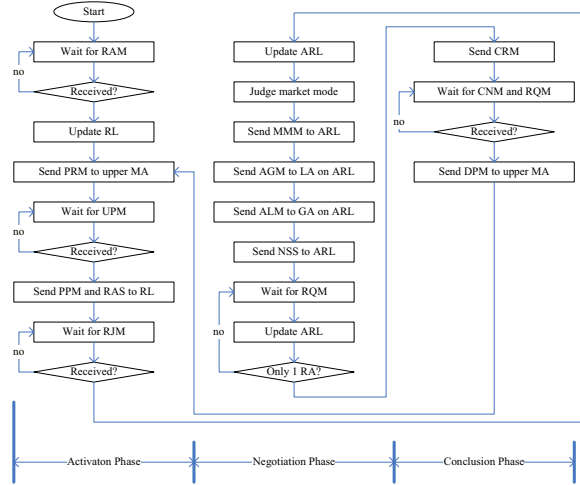 Start
Wait for RAM
no
Received?
Update RL
Send PRM to upper MA
Wait for UPM
no
Received?
Send PPM and RAS to RL
Wait for RJM
no
Received?
Update ARL
Judge market mode
Send MMM to ARL
Send AGM to LA on ARL
Send ALM to GA on ARL
Send NSS to ARL
Wait for RQM
no
Update ARL
Only 1 RA?
Send CRM
Wait for CNM and RQM
no
Received?
Send DPM to upper MA
Activaton Phase
Negotiation Phase
Conclusion Phase